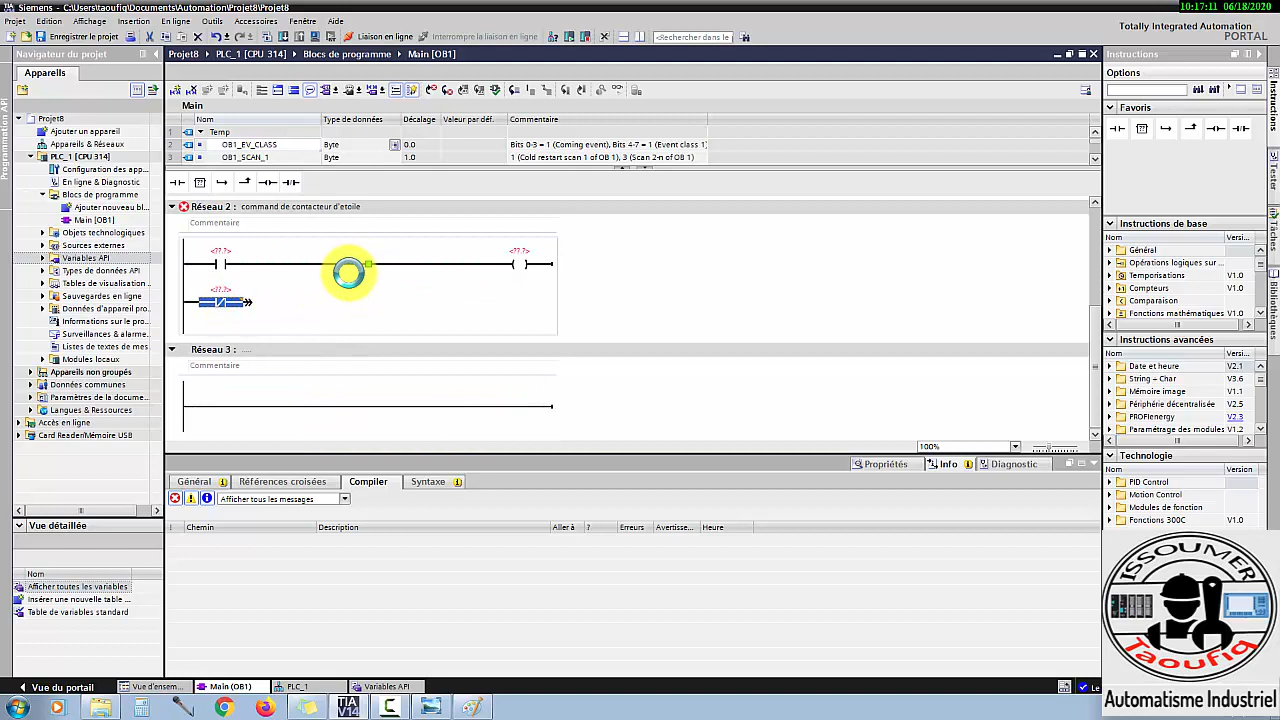 Siemens - C:\Users\taoufiq\Documents\Automation\Projet8\Projet8
10:17:11 06/18/2020
Projet Edition Affichage Insertion En ligne Outils Accessoires Fenêtre Aide
Totally Integrated Automation
PORTAL
Enregistrer le projet
Liaison en ligne
Interrompre la liaison en ligne
<Rechercher dans le
Navigateur du projet
Projet8 PLC_1 [CPU 314] Blocs de programme Main [OB1]
Instructions
Appareils
Options
Favoris
Projet8
Ajouter un appareil
Appareils & Réseaux
PLC_1 [CPU 314]
Configuration des app...
En ligne & Diagnostic
Blocs de programme
Ajouter nouveau bl...
Main [OB1]
Objets technologiques
Sources externes
Variables API
Types de données API
Tables de visualisation ...
Sauvegardes en ligne
Données d'appareil pro...
Informations sur le pro...
Surveillances & alarme...
Listes de textes de mes...
Modules locaux
Appareils non groupés
Données communes
Paramètres de la docume...
Langues & Ressources
Accès en ligne
Card Reader/Mémoire USB
Main
Nom Type de données Décalage Valeur par déf. Commentaire
1 Temp
2 OB1_EV_CLASS Byte 0.0 Bits 0-3 = 1 (Coming event), Bits 4-7 = 1 (Event class 1)
3 OB1_SCAN_1 Byte 1.0 1 (Cold restart scan 1 of OB 1), 3 (Scan 2-n of OB 1)
Réseau 2 : command de contacteur d'etoile
Commentaire
<??.?> <??.?>
<??.?>
Réseau 3 : .....
Commentaire
100%
Propriétés Info Diagnostic
Général Références croisées Compiler Syntaxe
Afficher tous les messages
! Chemin Description Aller à ? Erreurs Avertisse... Heure
Instructions de base
Nom Versi...
Général
Opérations logiques sur ...
Temporisations V1.0
Compteurs V1.0
Comparaison
Fonctions mathématiques V1.0
Instructions avancées
Nom Versi...
Date et heure V2.1
String + Char V3.6
Mémoire image V1.1
Périphérie décentralisée V2.5
PROFIenergy V2.3
Paramétrage des modules V1.2
Technologie
Nom Version
PID Control
Motion Control
Modules de fonction
Fonctions 300C V1.0
Instructions
Tester
Tâches
Bibliothèques
Programmation API
Vue détaillée
Nom
Afficher toutes les variables
Insérer une nouvelle table ...
Table de variables standard
Vue du portail
Vue d'ensem...
Main (OB1)
PLC_1
Variables API
Le
TIA
V14
ISSOUMER
Taoufiq
Automatisme Industriel